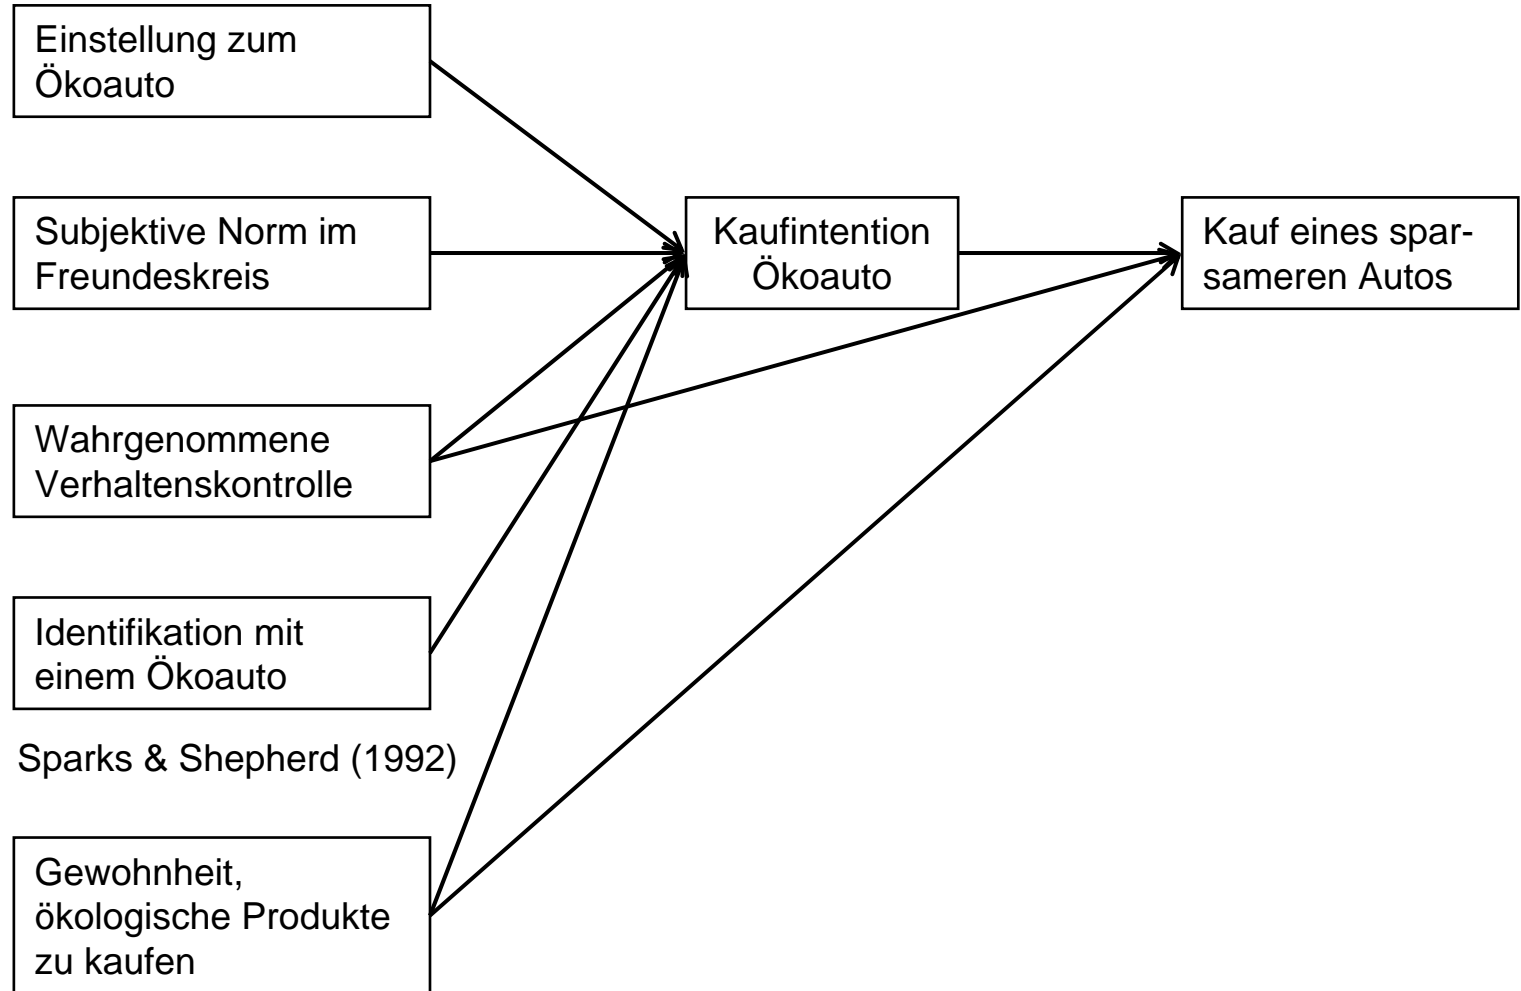 Einstellung zum
Ökoauto
Subjektive Norm im
Freundeskreis
Kaufintention
Ökoauto
Kauf eines spar-
sameren Autos
Wahrgenommene
Verhaltenskontrolle
Identifikation mit
einem Ökoauto
Sparks & Shepherd (1992)
Gewohnheit,
ökologische Produkte
zu kaufen